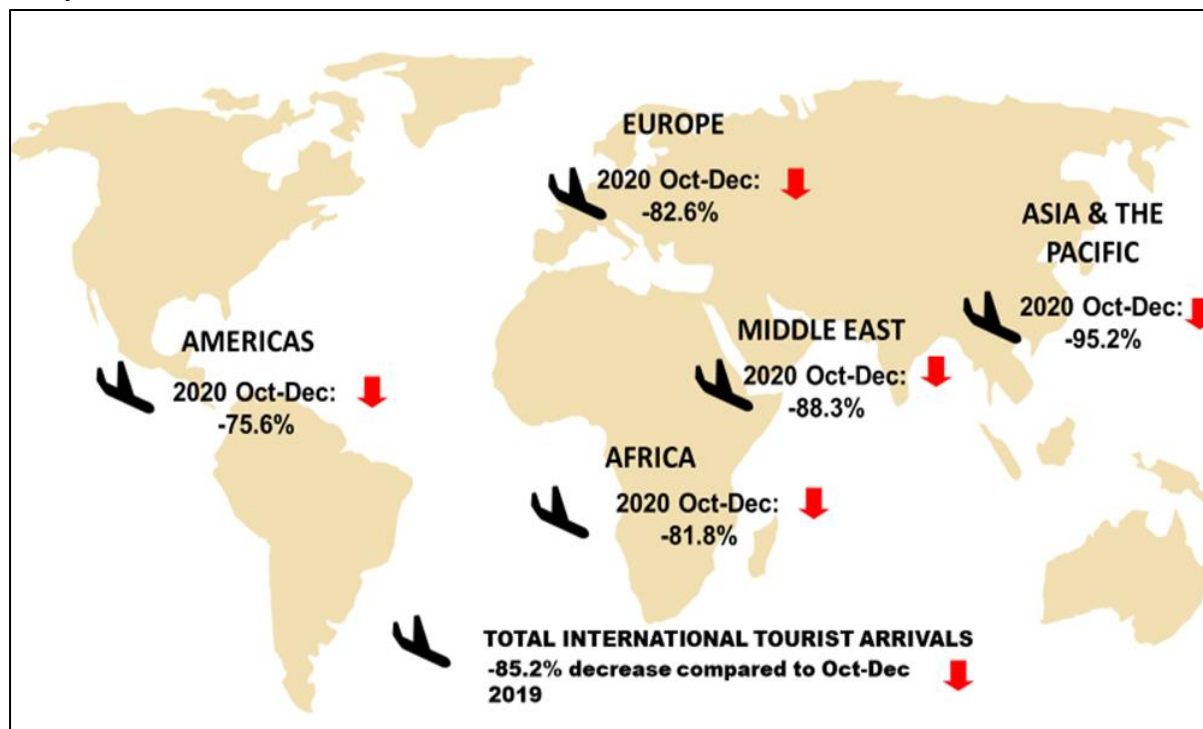 EUROPE
2020 Oct-Dec:
-82.6%
ASIA & THE
PACIFIC
2020 Oct-Dec:
-95.2%
MIDDLE EAST
2020 Oct-Dec:
-88.3%
AMERICAS
2020 Oct-Dec:
-75.6%
AFRICA
2020 Oct-Dec:
-81.8%
TOTAL INTERNATIONAL TOURIST ARRIVALS
-85.2% decrease compared to Oct-Dec
2019